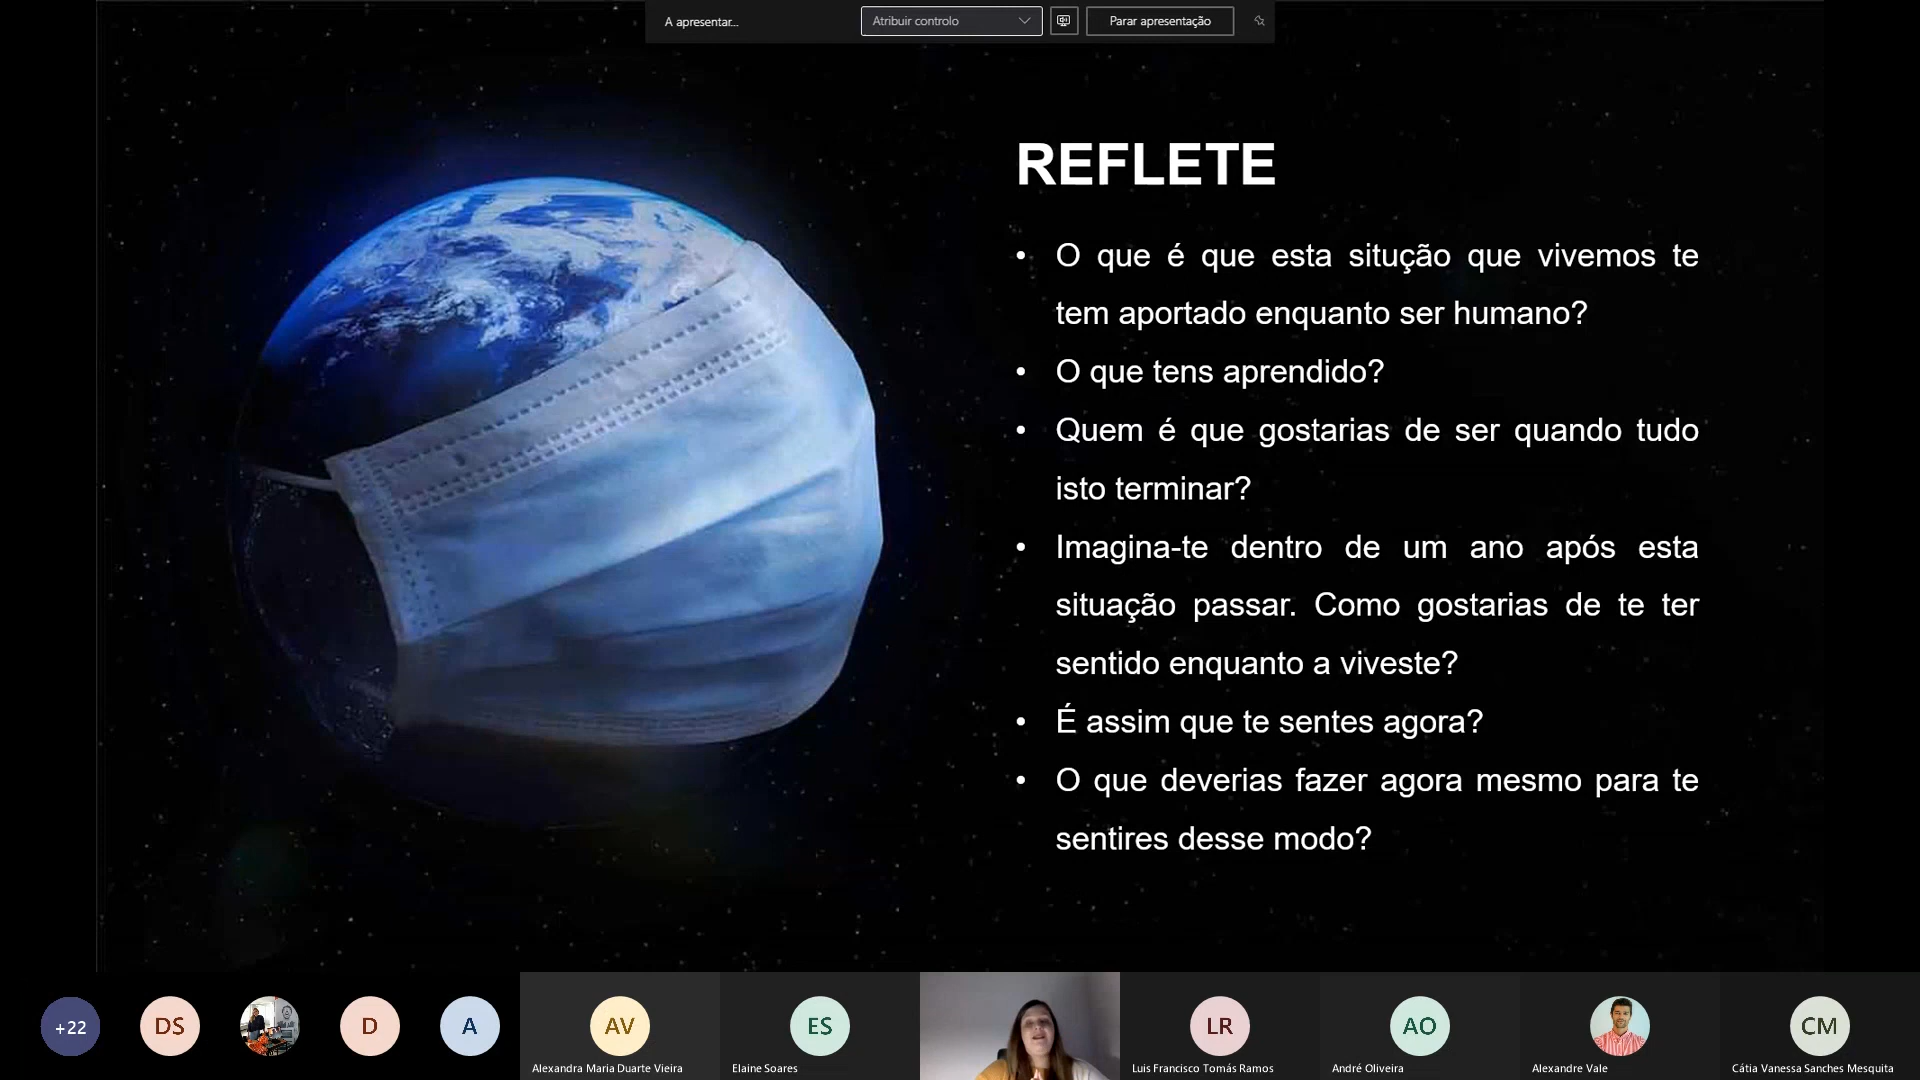 A apresentar...
Atribuir controlo
Parar apresentação
REFLETE
• O que é que esta situção que vivemos te
tem aportado enquanto ser humano?
• O que tens aprendido?
• Quem é que gostarias de ser quando tudo
isto terminar?
• Imagina-te dentro de um ano após esta
situação passar. Como gostarias de te ter
sentido enquanto a viveste?
• É assim que te sentes agora?
• O que deverias fazer agora mesmo para te
sentires desse modo?
+22
DS
D
A
AV
ES
LR
AO
CM
Alexandra Maria Duarte Vieira
Elaine Soares
Luis Francisco Tomás Ramos
André Oliveira
Alexandre Vale
Cátia Vanessa Sanches Mesquita